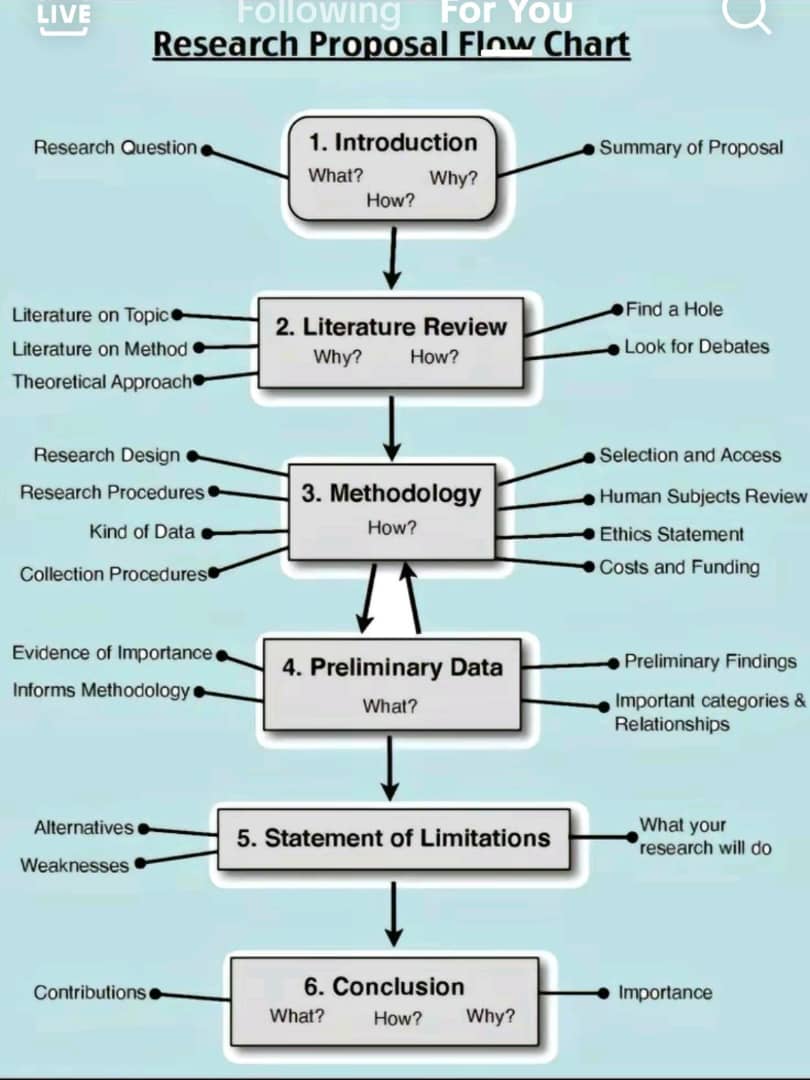 LIVE
Following For You
Research Proposal Flow Chart
Research Question
1. Introduction
What? Why?
How?
Summary of Proposal
Literature on Topic
Literature on Method
Theoretical Approach
2. Literature Review
Why? How?
Find a Hole
Look for Debates
Research Design
Research Procedures
Kind of Data
Collection Procedures
3. Methodology
How?
Selection and Access
Human Subjects Review
Ethics Statement
Costs and Funding
Evidence of Importance
Informs Methodology
4. Preliminary Data
What?
Preliminary Findings
Important categories &
Relationships
Alternatives
Weaknesses
5. Statement of Limitations
What your
research will do
Contributions
6. Conclusion
What? How? Why?
Importance